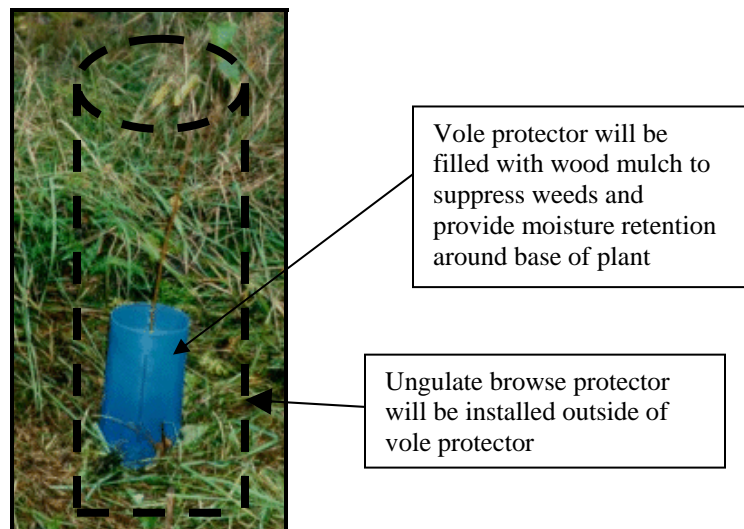 Vole protector will be
filled with wood mulch to
suppress weeds and
provide moisture retention
around base of plant
Ungulate browse protector
will be installed outside of
vole protector